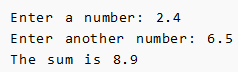 Enter a number: 2.4
Enter another number: 6.5
The sum is 8.9